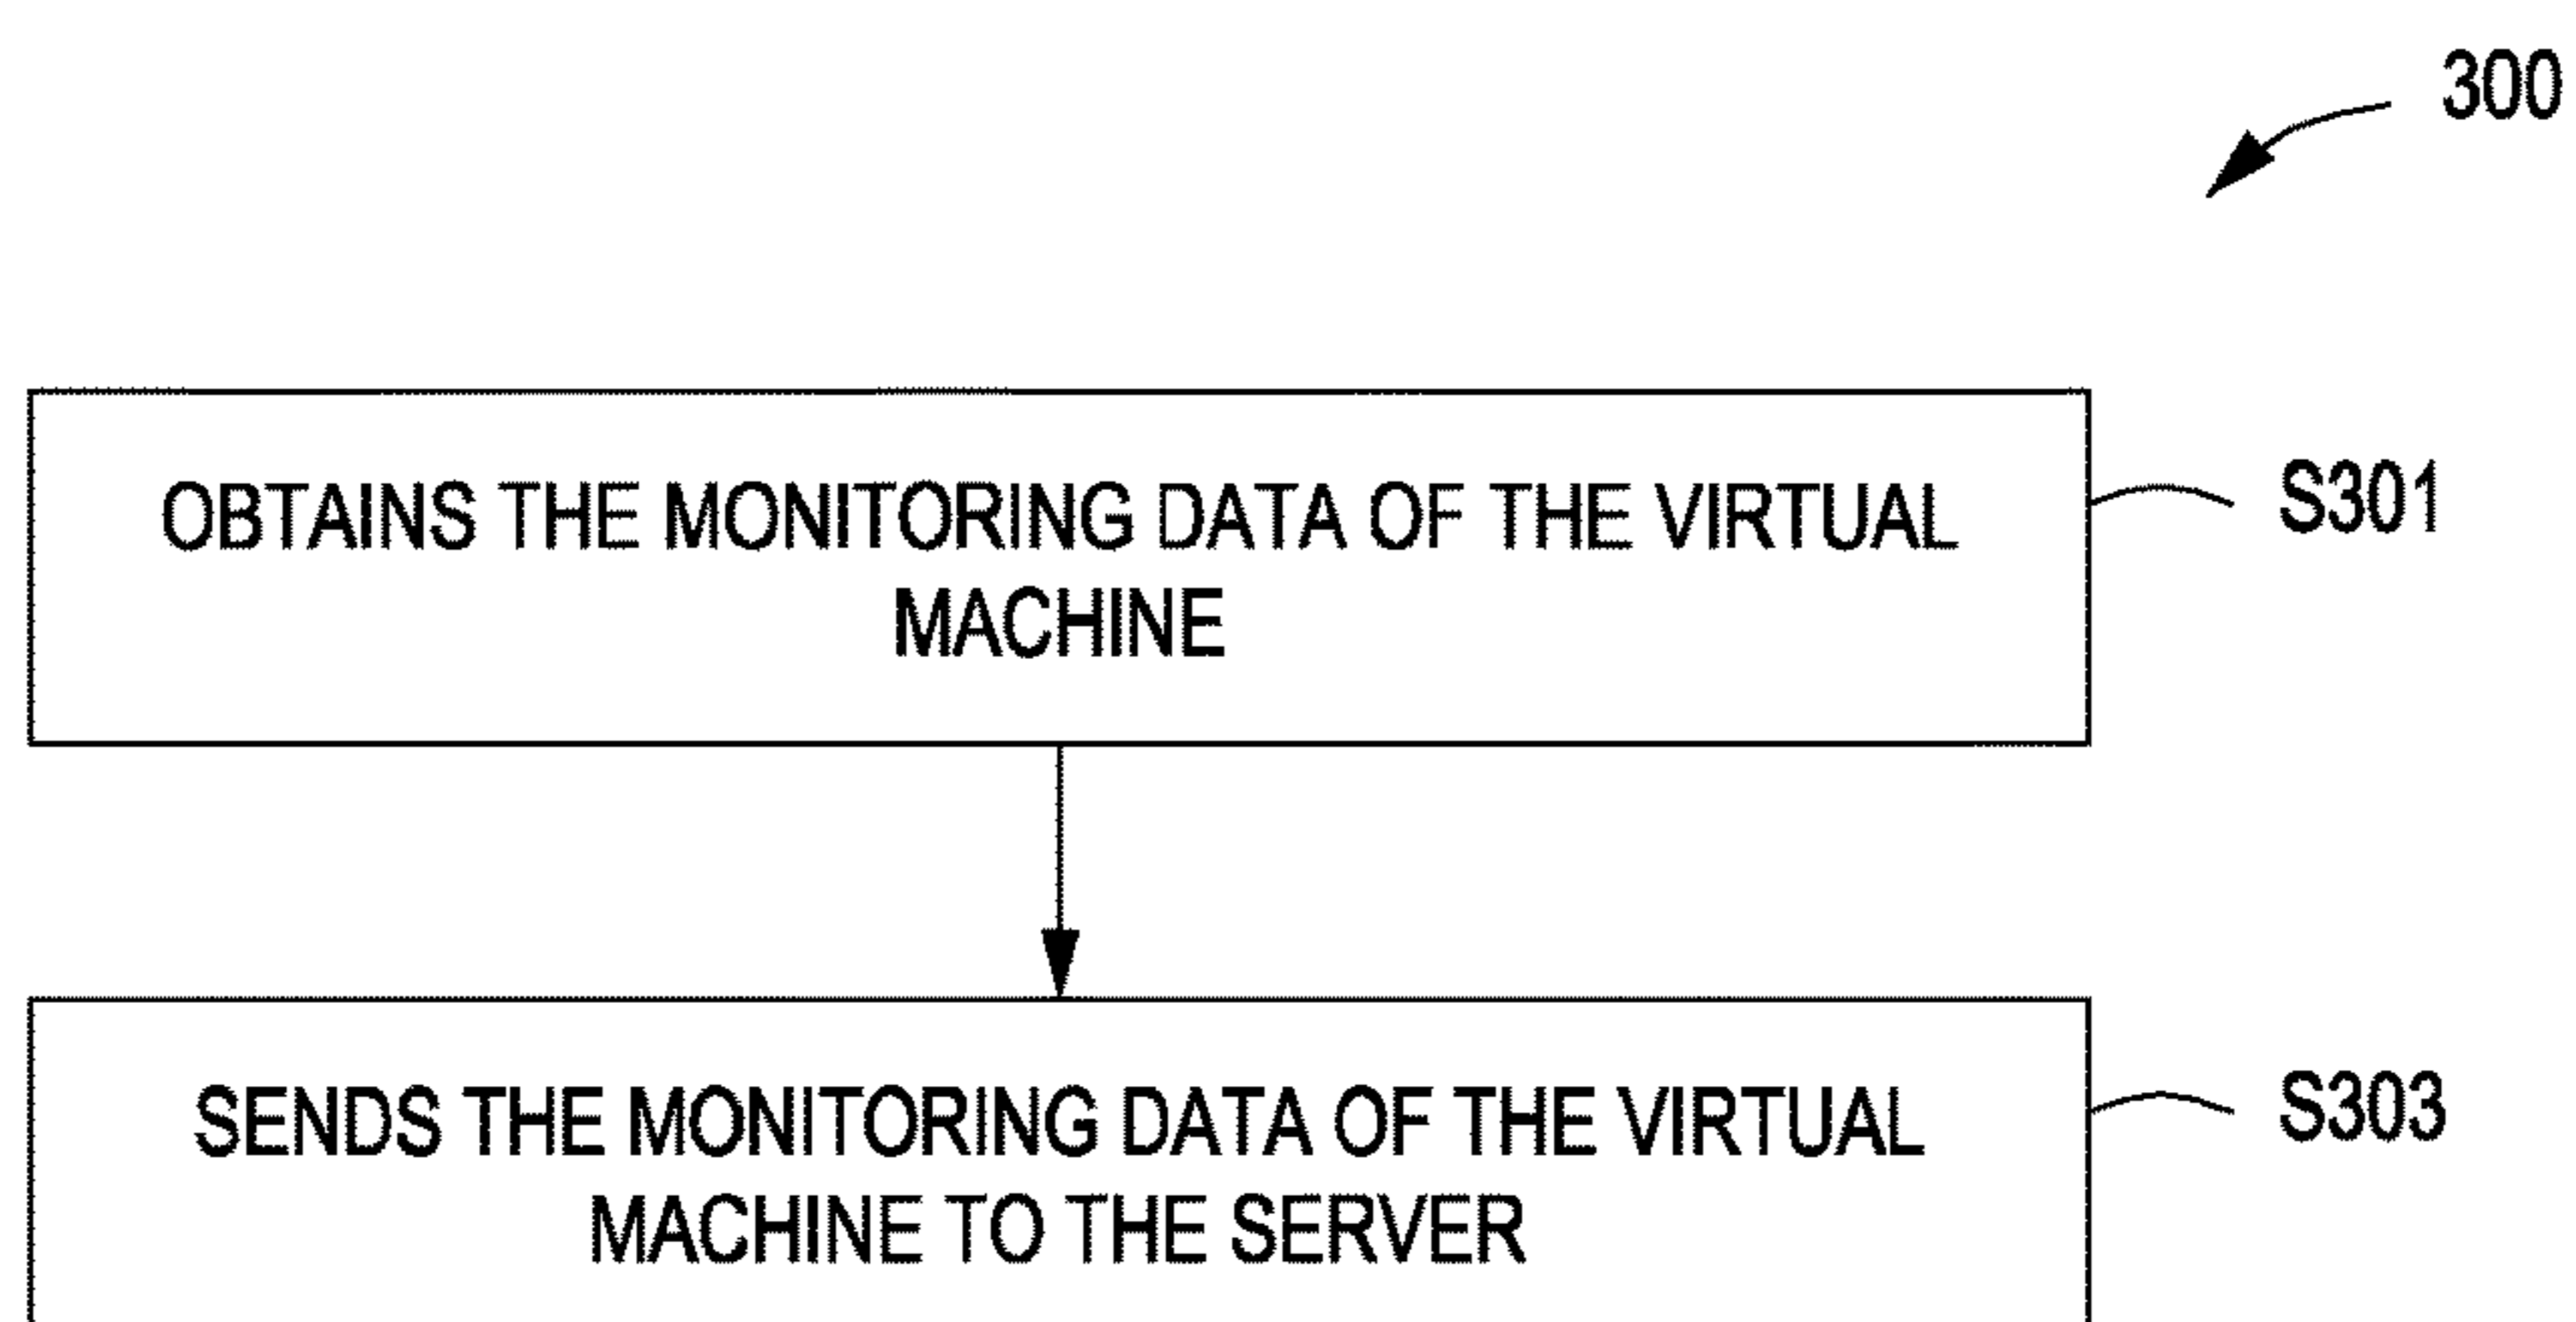 300
OBTAINS THE MONITORING DATA OF THE VIRTUAL
MACHINE
S301
SENDS THE MONITORING DATA OF THE VIRTUAL
MACHINE TO THE SERVER
S303